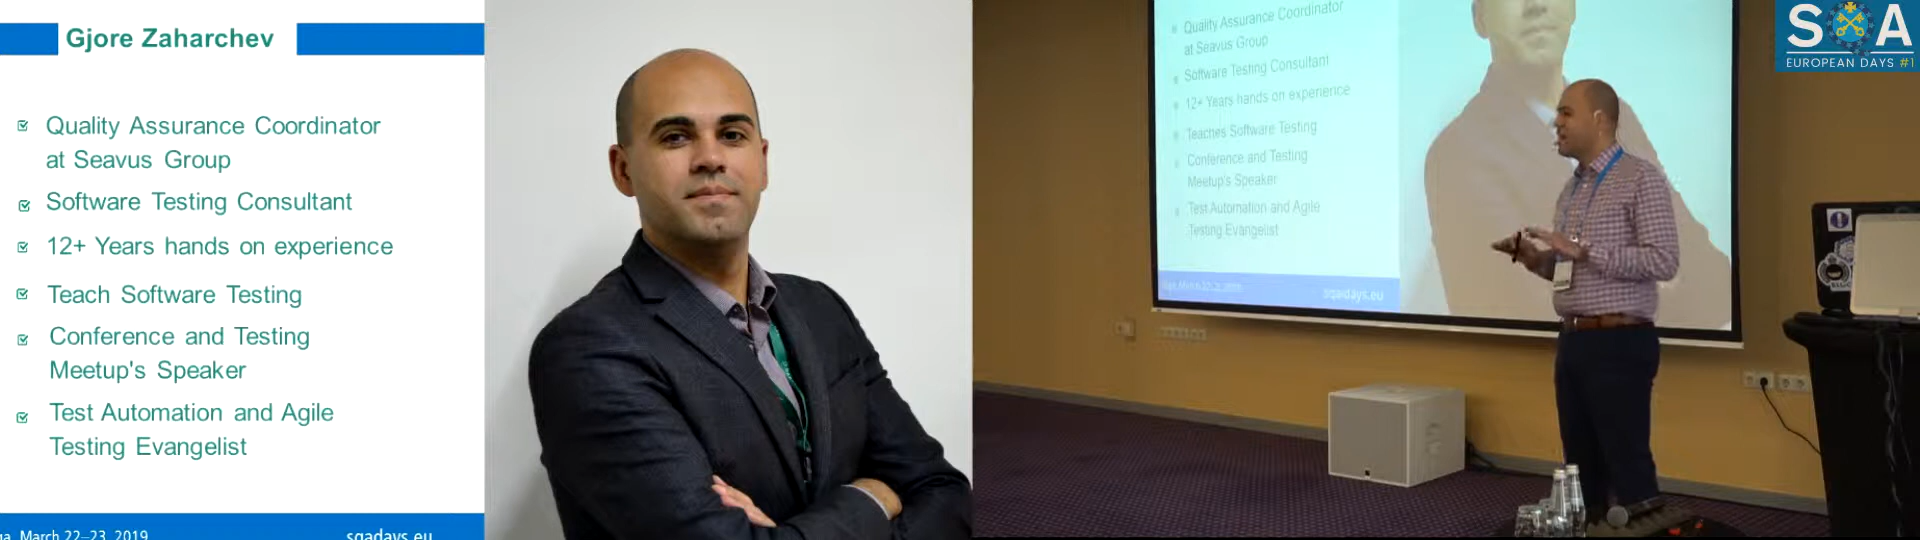 Gjore Zaharchev
Quality Assurance Coordinator
at Seavus Group
Software Testing Consultant
12+ Years hands on experience
Teach Software Testing
Conference and Testing
Meetup's Speaker
Test Automation and Agile
Testing Evangelist
March 22–23, 2019
sqadays.eu
Quality Assurance Coordinator
at Seavus Group
Software Testing Consultant
12+ Years hands on experience
Teaches Software Testing
Conference and Testing
Meetup's Speaker
Test Automation and Agile
Testing Evangelist
sqadays.eu
SQA
EUROPEAN DAYS #1